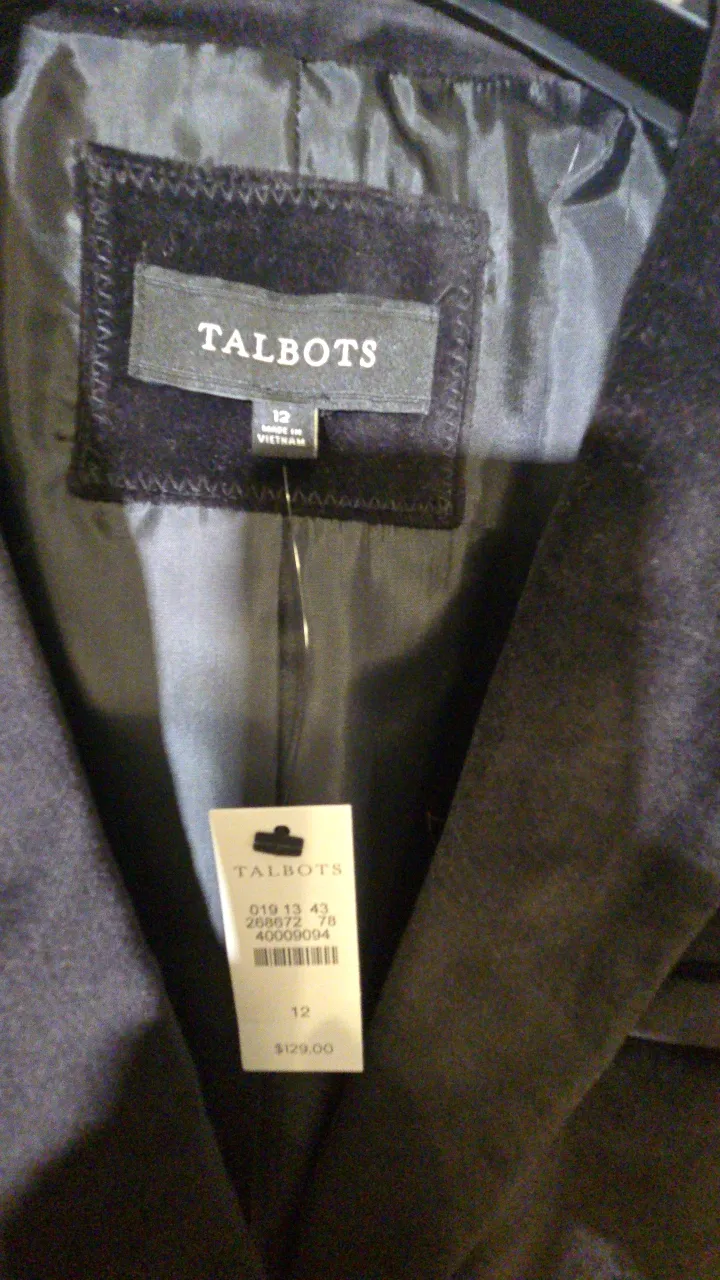 TALBOTS
12
MADE IN
VIETNAM
TALBOTS
019 13 43
268672 78
40009094
12
$129.00